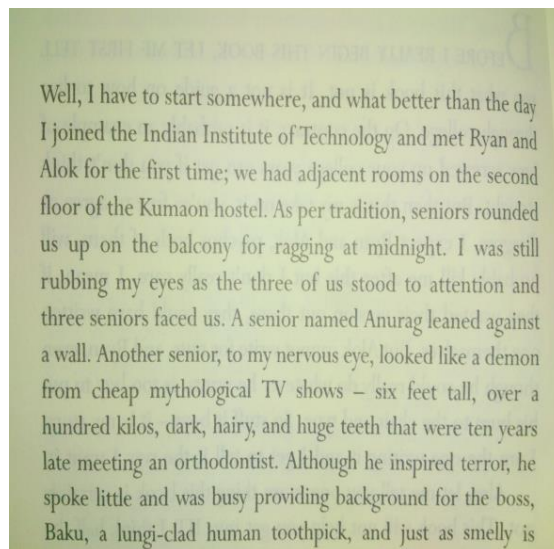 Well, I have to start somewhere, and what better than the day
I joined the Indian Institute of Technology and met Ryan and
Alok for the first time; we had adjacent rooms on the second
floor of the Kumaon hostel. As per tradition, seniors rounded
us up on the balcony for ragging at midnight. I was still
rubbing my eyes as the three of us stood to attention and
three seniors faced us. A senior named Anurag leaned against
a wall. Another senior, to my nervous eye, looked like a demon
from cheap mythological TV shows – six feet tall, over a
hundred kilos, dark, hairy, and huge teeth that were ten years
late meeting an orthodontist. Although he inspired terror, he
spoke little and was busy providing background for the boss,
Baku, a lungi-clad human toothpick, and just as smelly is